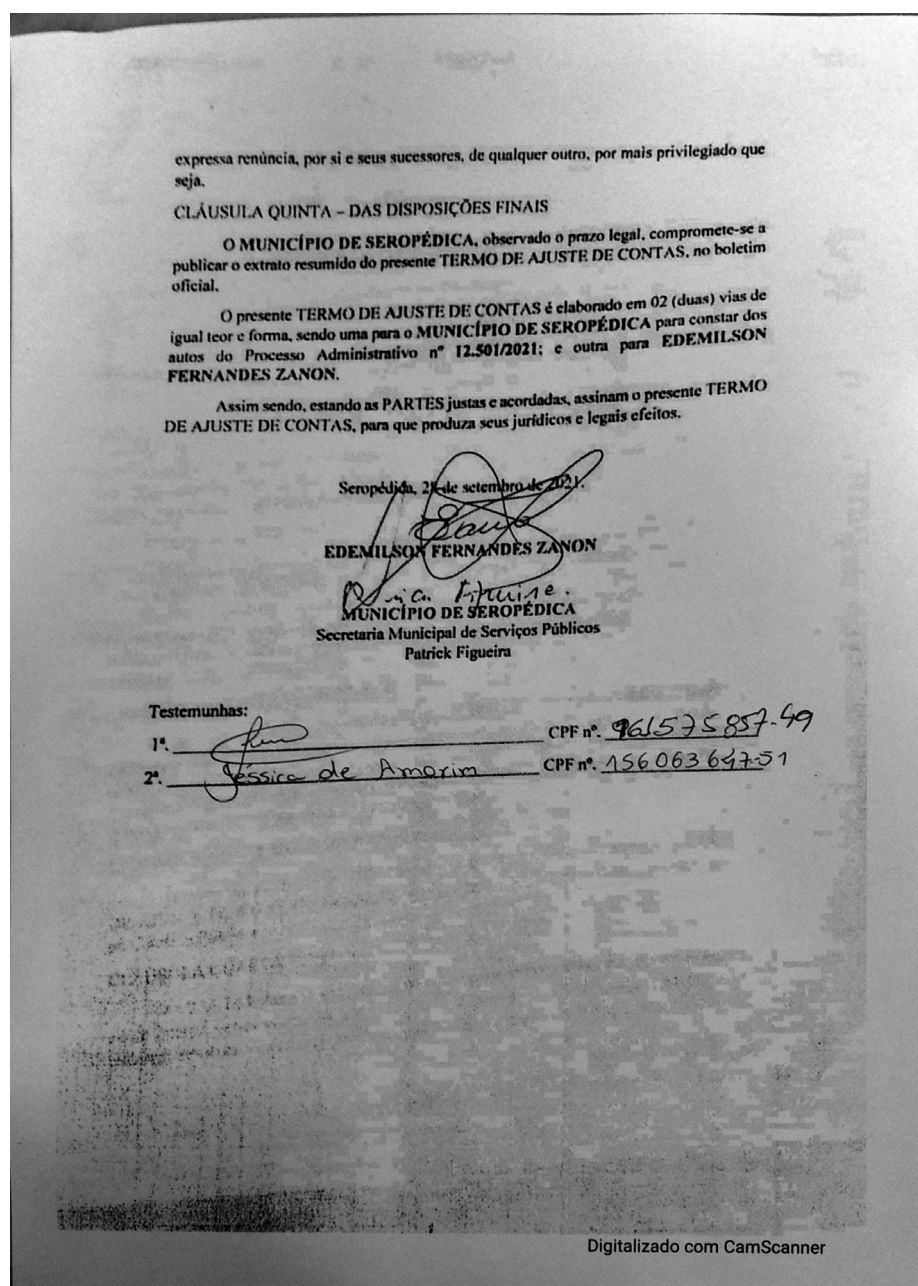 expressa renúncia, por si e seus sucessores, de qualquer outro, por mais privilegiado que
seja.
CLÁUSULA QUINTA – DAS DISPOSIÇÕES FINAIS
O MUNICÍPIO DE SEROPÉDICA, observado o prazo legal, compromete-se a
publicar o extrato resumido do presente TERMO DE AJUSTE DE CONTAS, no boletim
oficial.
O presente TERMO DE AJUSTE DE CONTAS é elaborado em 02 (duas) vias de
igual teor e forma, sendo uma para o MUNICÍPIO DE SEROPÉDICA para constar dos
autos do Processo Administrativo nº 12.501/2021; e outra para EDEMILSON
FERNANDES ZANON.
Assim sendo, estando as PARTES justas e acordadas, assinam o presente TERMO
DE AJUSTE DE CONTAS, para que produza seus jurídicos e legais efeitos.
Seropédica, de setembro de 2021.
EDEMILSON FERNANDES ZANON
MUNICÍPIO DE SEROPÉDICA
Secretaria Municipal de Serviços Públicos
Patrick Figueira
Testemunhas:
1ª. CPF nº. 961575857-49
2ª. Jéssica de Amorim CPF nº. 156063647-51
Digitalizado com CamScanner